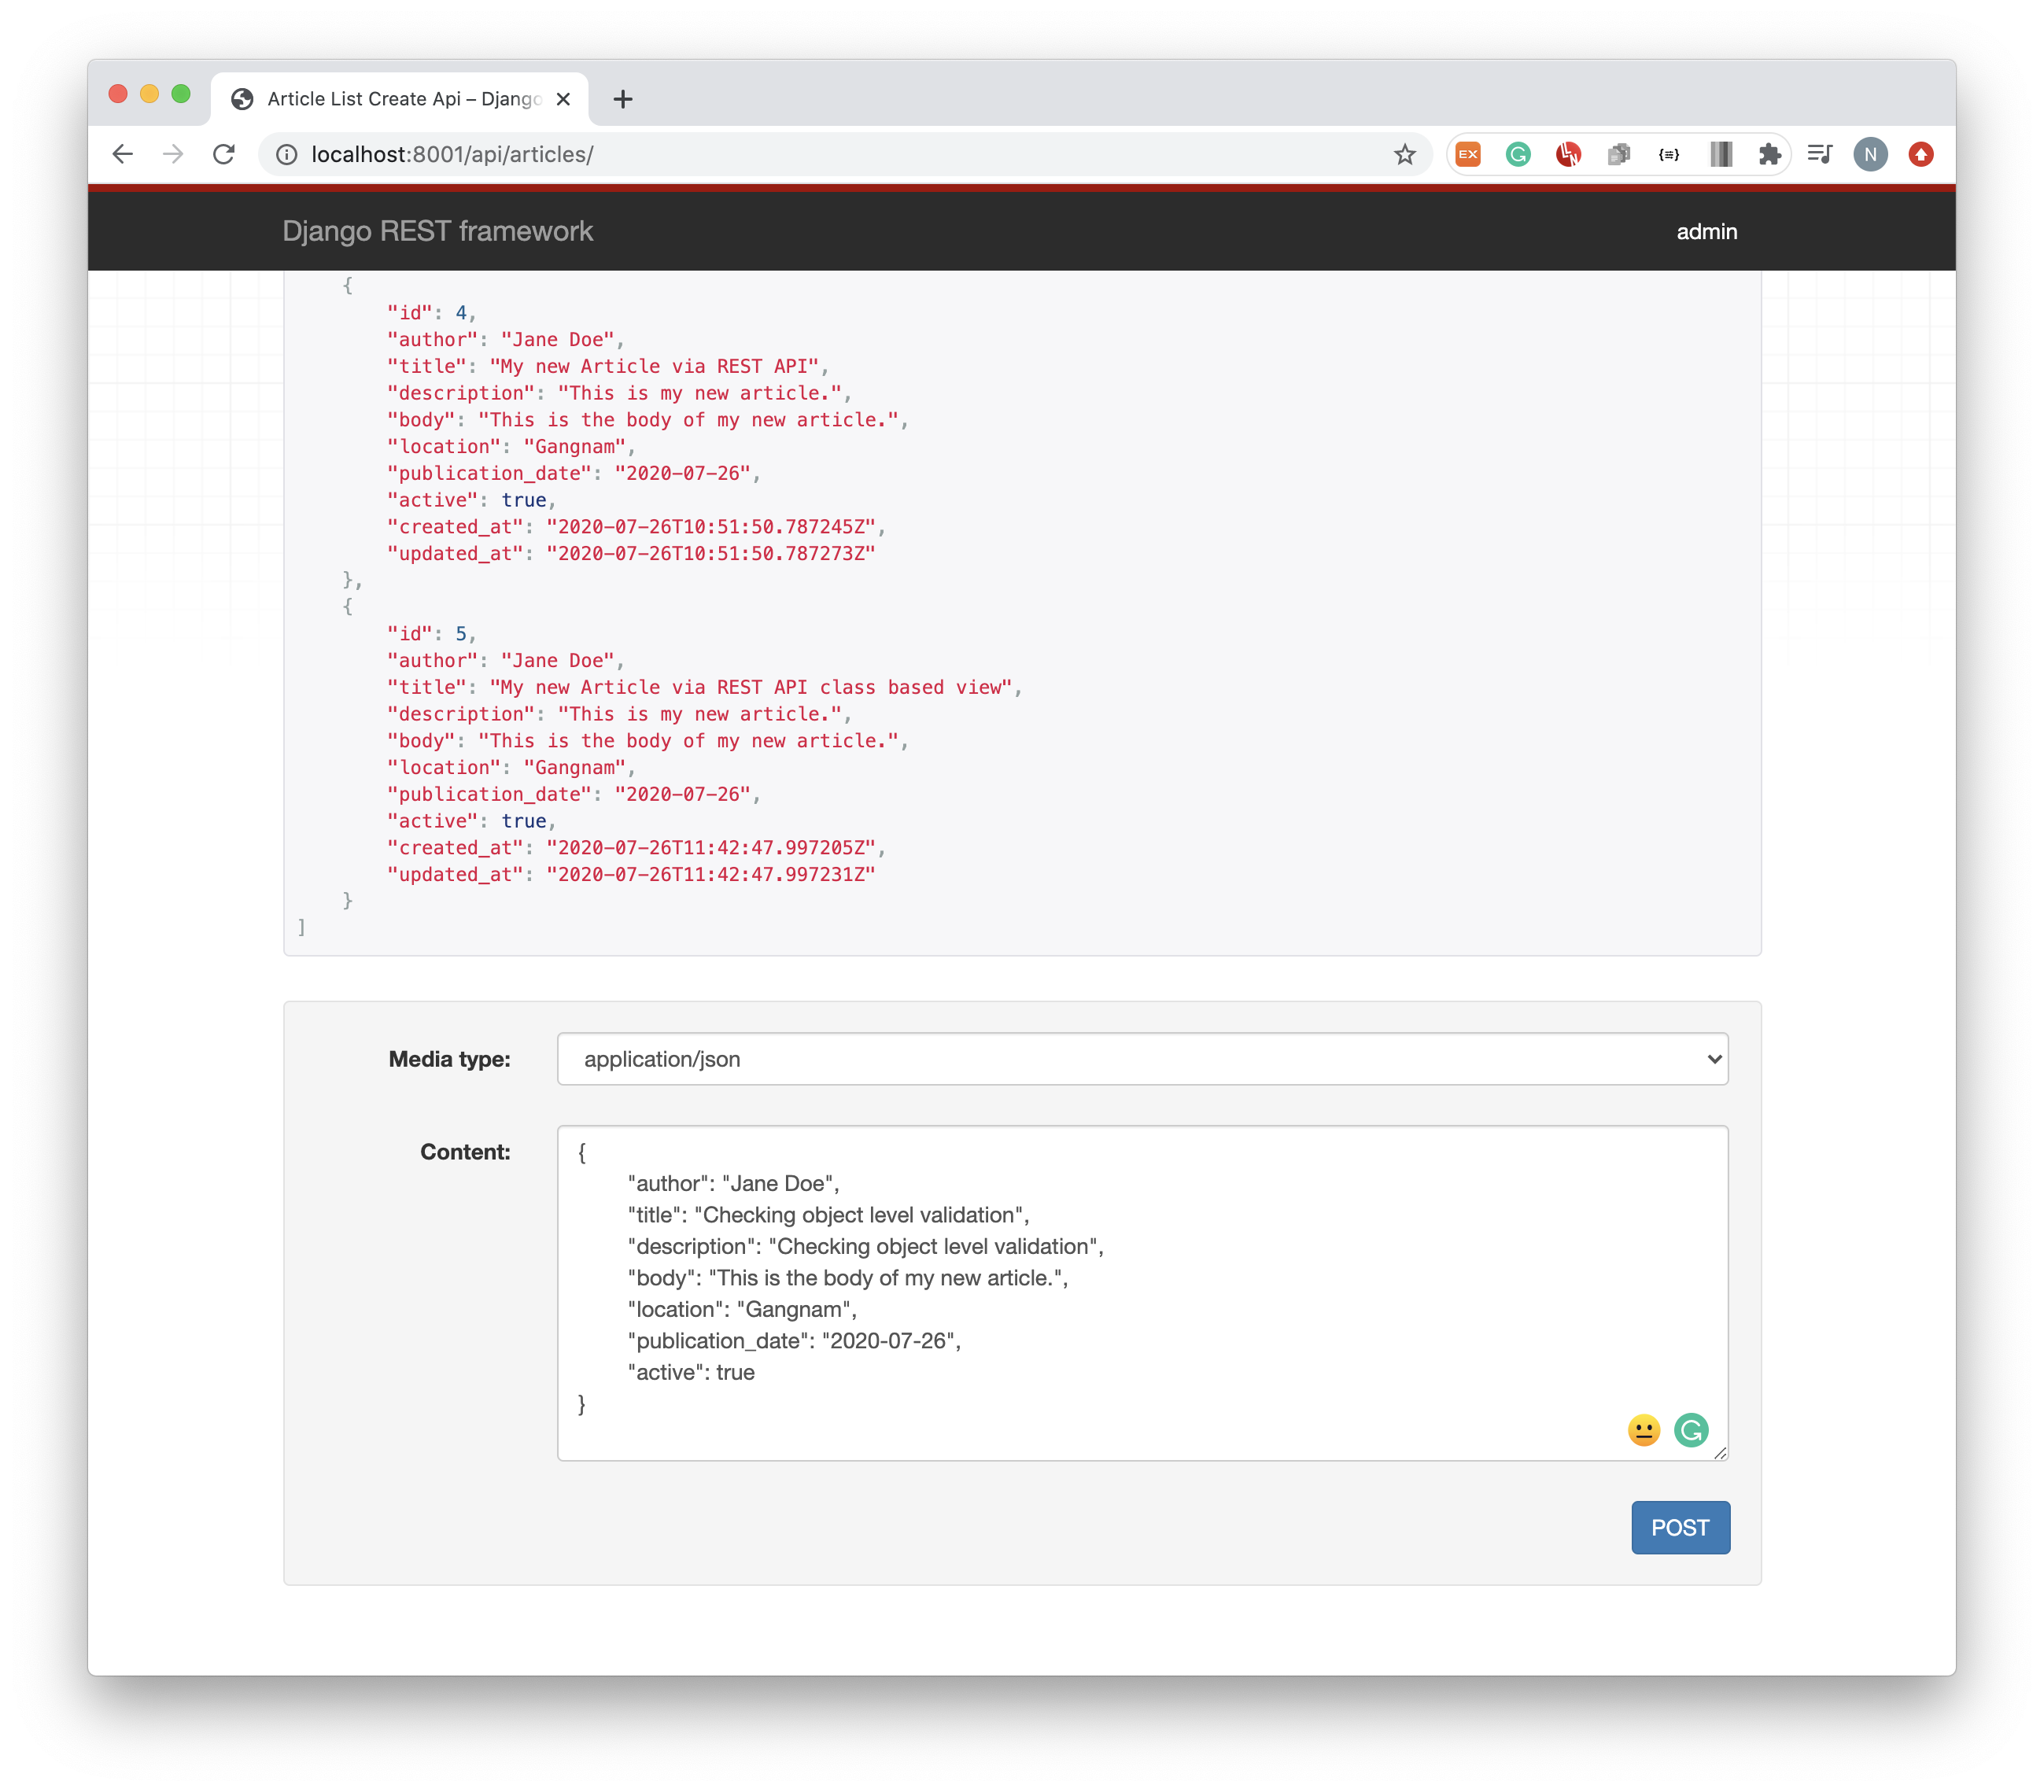 Article List Create Api – Django
localhost:8001/api/articles/
EX
N
Django REST framework
admin
{
"id": 4,
"author": "Jane Doe",
"title": "My new Article via REST API",
"description": "This is my new article.",
"body": "This is the body of my new article.",
"location": "Gangnam",
"publication_date": "2020-07-26",
"active": true,
"created_at": "2020-07-26T10:51:50.787245Z",
"updated_at": "2020-07-26T10:51:50.787273Z"
},
{
"id": 5,
"author": "Jane Doe",
"title": "My new Article via REST API class based view",
"description": "This is my new article.",
"body": "This is the body of my new article.",
"location": "Gangnam",
"publication_date": "2020-07-26",
"active": true,
"created_at": "2020-07-26T11:42:47.997205Z",
"updated_at": "2020-07-26T11:42:47.997231Z"
}
]
Media type:
application/json
Content:
{
"author": "Jane Doe",
"title": "Checking object level validation",
"description": "Checking object level validation",
"body": "This is the body of my new article.",
"location": "Gangnam",
"publication_date": "2020-07-26",
"active": true
}
POST